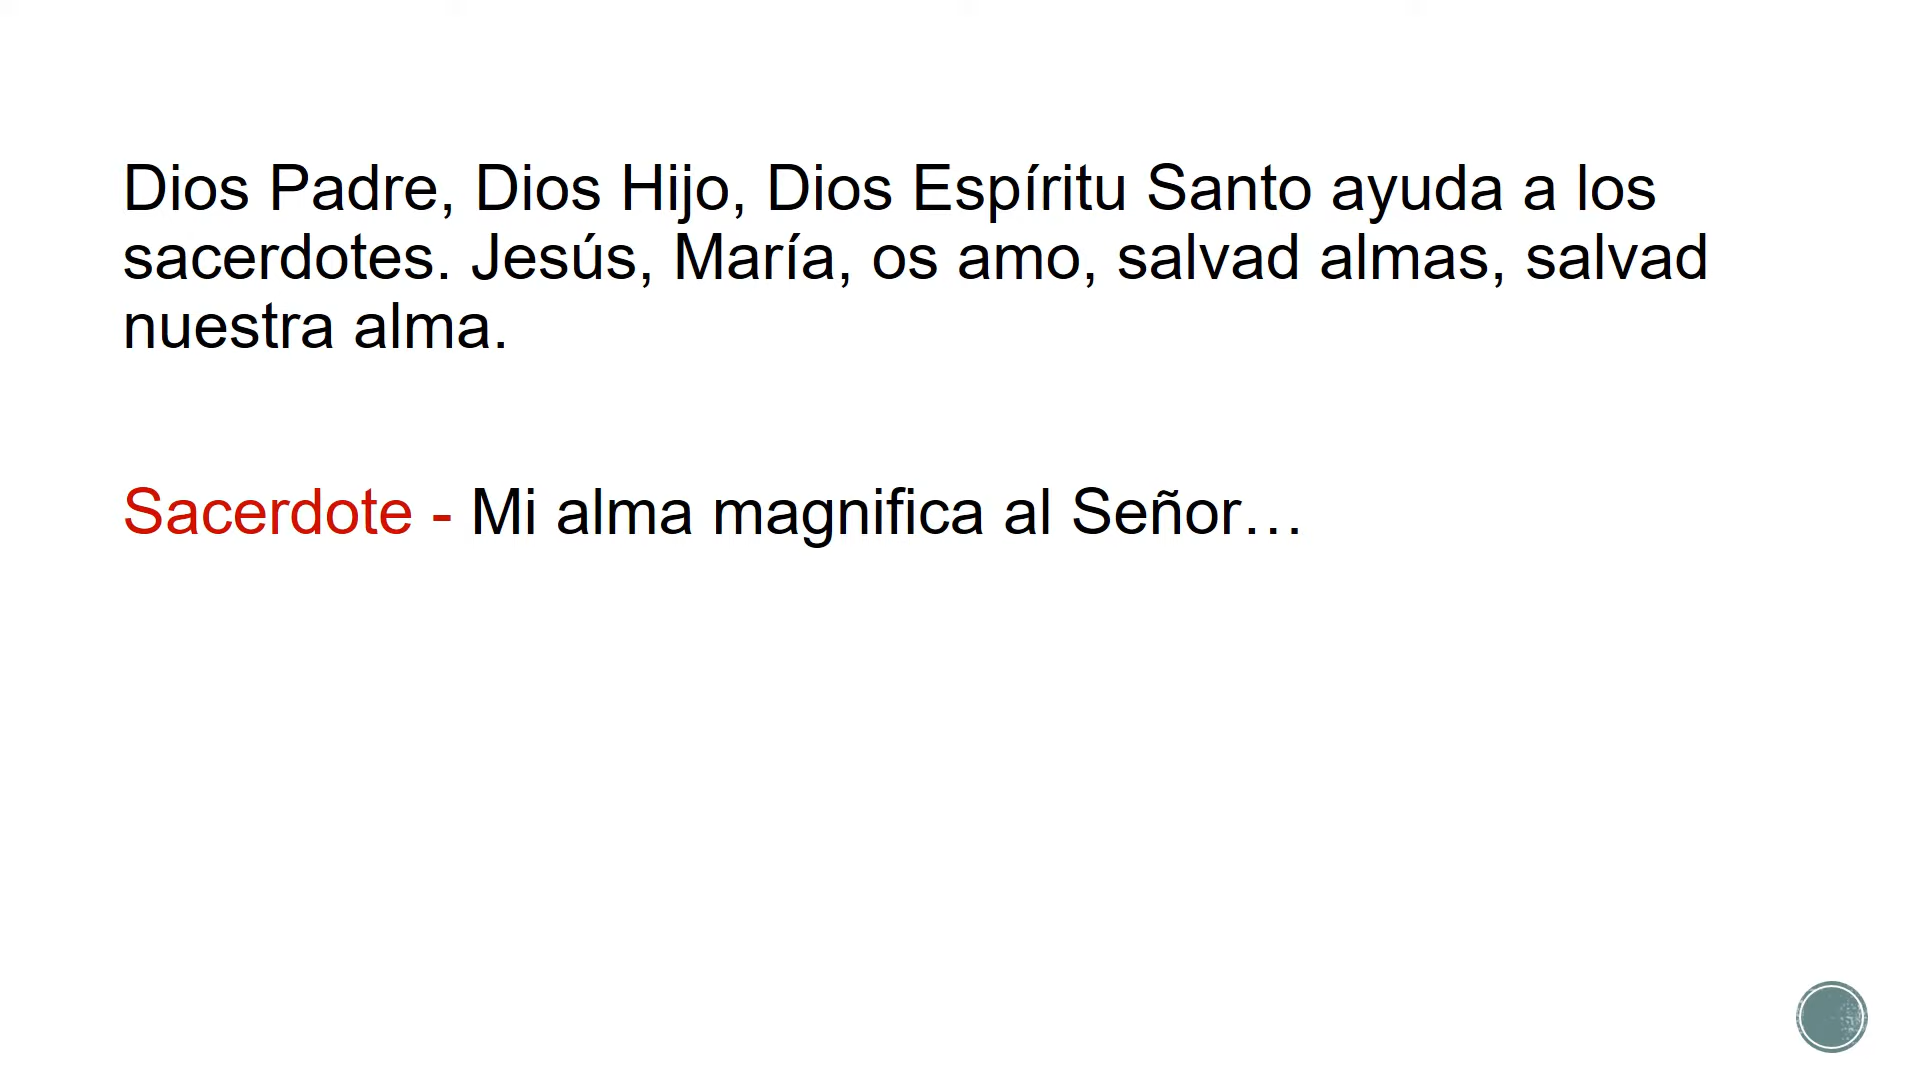 Dios Padre, Dios Hijo, Dios Espíritu Santo ayuda a los
sacerdotes. Jesús, María, os amo, salvad almas, salvad
nuestra alma.
Sacerdote - Mi alma magnifica al Señor…